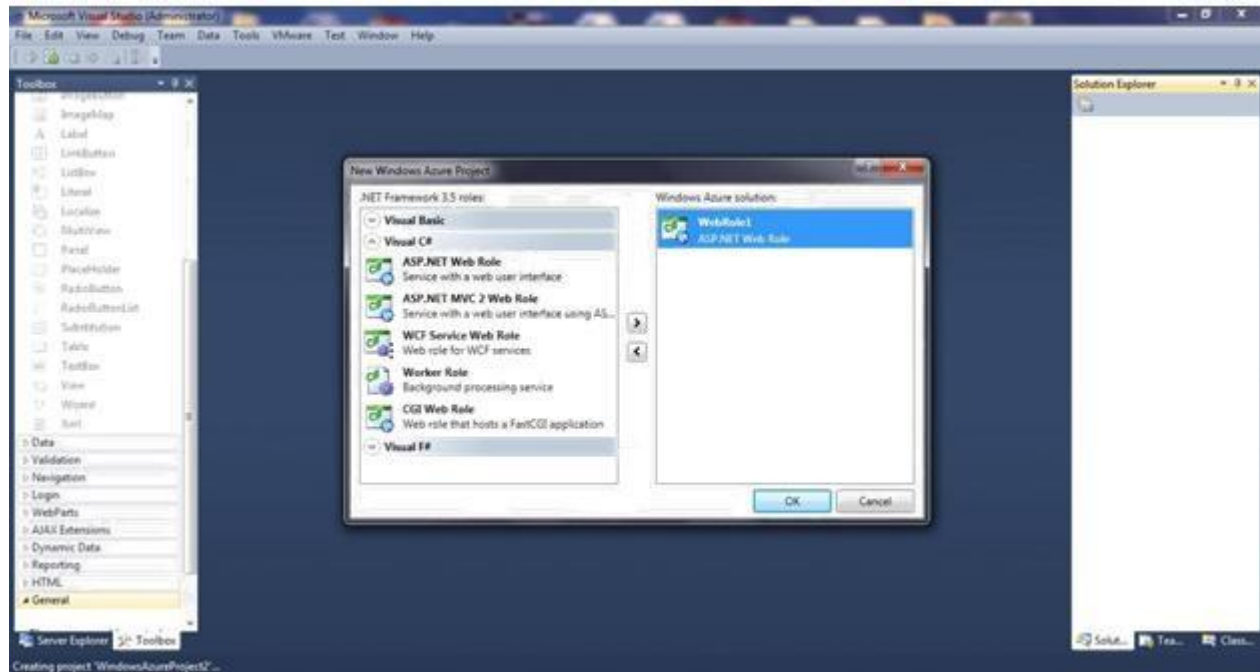 Microsoft Visual Studio (Administrator)
File Edit View Debug Team Data Tools VMware Test Window Help
Toolbox
ImageButton
ImageMap
Label
LinkButton
ListBox
Literal
Localize
MultiView
Panel
PlaceHolder
RadioButton
RadioButtonList
Substitution
Table
TextBox
View
Wizard
Xml
Data
Validation
Navigation
Login
WebParts
AJAX Extensions
Dynamic Data
Reporting
HTML
General
Server Explorer Toolbox
Creating project 'WindowsAzureProject2'...
New Windows Azure Project
.NET Framework 3.5 roles:
Visual Basic
Visual C#
ASP.NET Web Role
Service with a web user interface
ASP.NET MVC 2 Web Role
Service with a web user interface using AS...
WCF Service Web Role
Web role for WCF services
Worker Role
Background processing service
CGI Web Role
Web role that hosts a FastCGI application
Visual F#
Windows Azure solution:
WebRole1
ASP.NET Web Role
OK Cancel
Solution Explorer
Solut... Tea... Class...